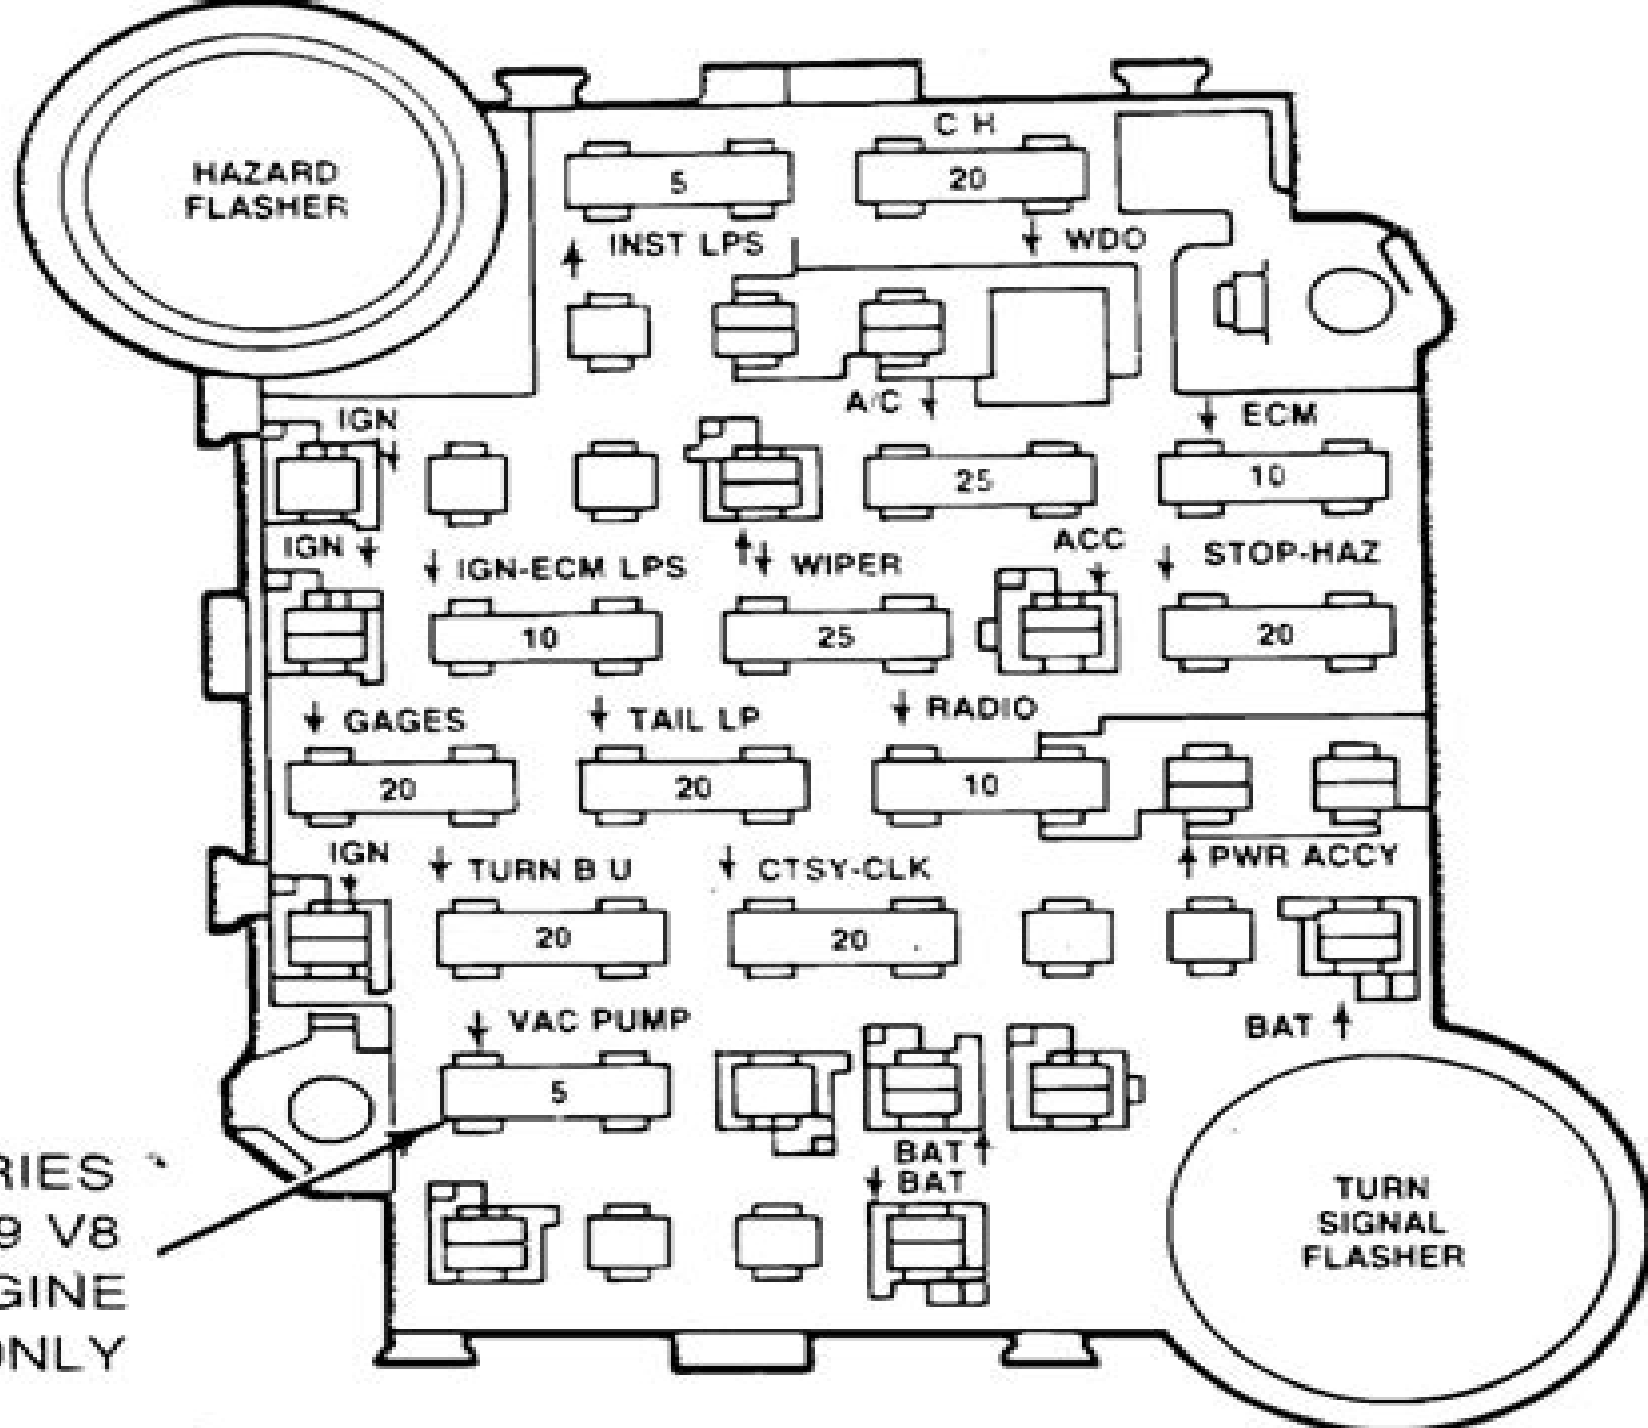 HAZARD
FLASHER
C H
5
20
INST LPS
WDO
A/C
ECM
IGN
25
10
IGN
IGN-ECM LPS
WIPER
ACC
STOP-HAZ
10
25
20
GAGES
TAIL LP
RADIO
20
20
10
IGN
TURN B U
CTSY-CLK
PWR ACCY
20
20
VAC PUMP
BAT
5
BAT
BAT
TURN
SIGNAL
FLASHER
RIES
9 V8
GINE
ONLY